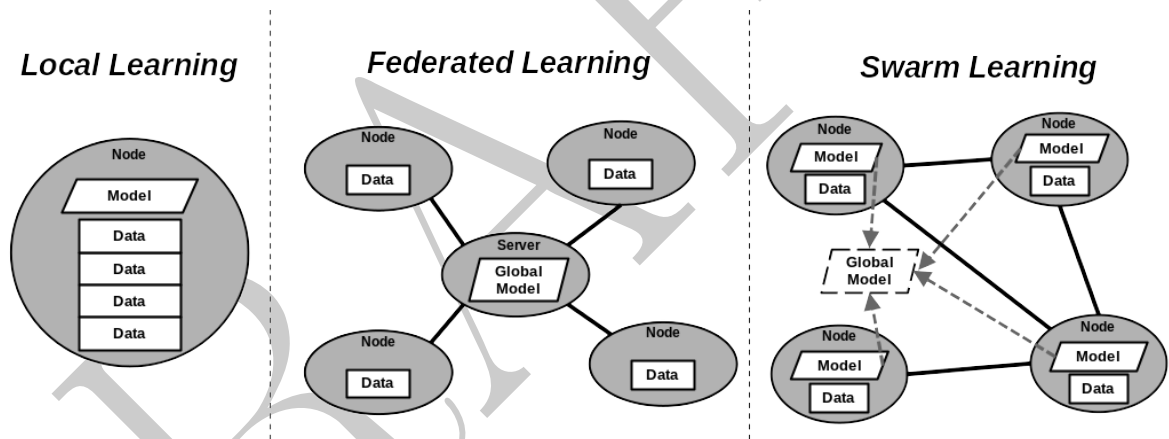 Local Learning
Node
Model
Data
Data
Data
Data
Federated Learning
Node
Data
Node
Data
Server
Global
Model
Node
Data
Node
Data
Swarm Learning
Node
Model
Data
Node
Model
Data
Global
Model
Node
Model
Data
Node
Model
Data